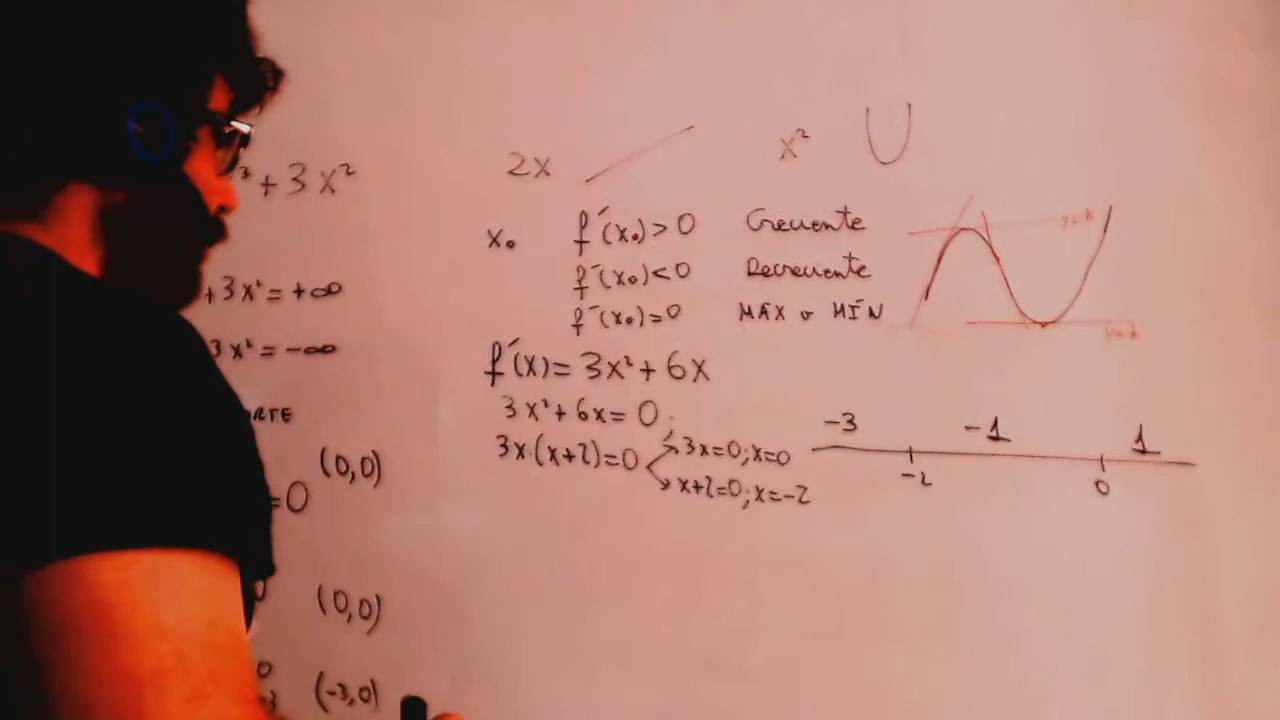 ³ + 3x²
+3x² = +∞
3x² = -∞
ORTE
(0,0)
=0
(0,0)
(-3,0)
2x x²
x₀ f´(x₀) > 0 Creciente
f´(x₀) < 0 Decreciente
f´(x₀) = 0 MÁX o MÍN
f´(x) = 3x² + 6x
3x² + 6x = 0
3x·(x+2) = 0 3x=0; x=0
x+2=0; x=-2
-3 -1 1
-2 0